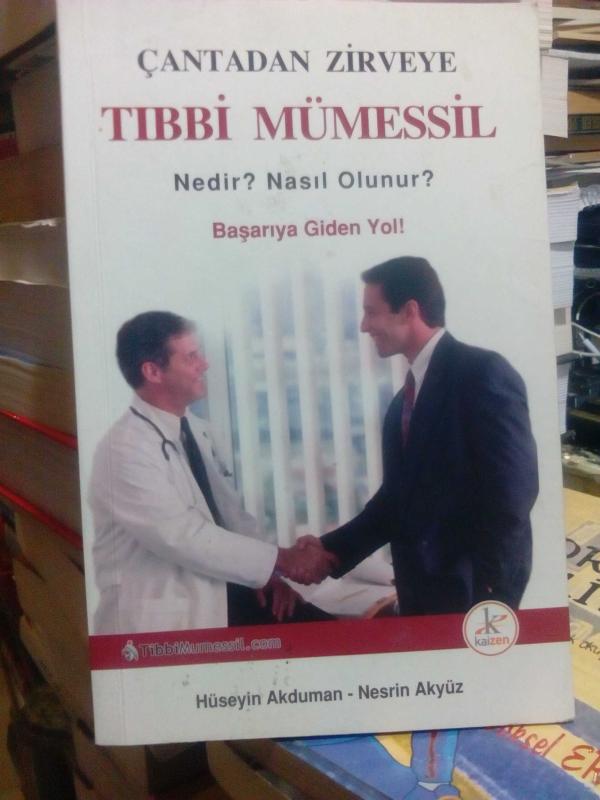 ÇANTADAN ZİRVEYE
TIBBİ MÜMESSİL
Nedir? Nasıl Olunur?
Başarıya Giden Yol!
TibbiMumessil.com
k
kaizen
Hüseyin Akduman - Nesrin Akyüz